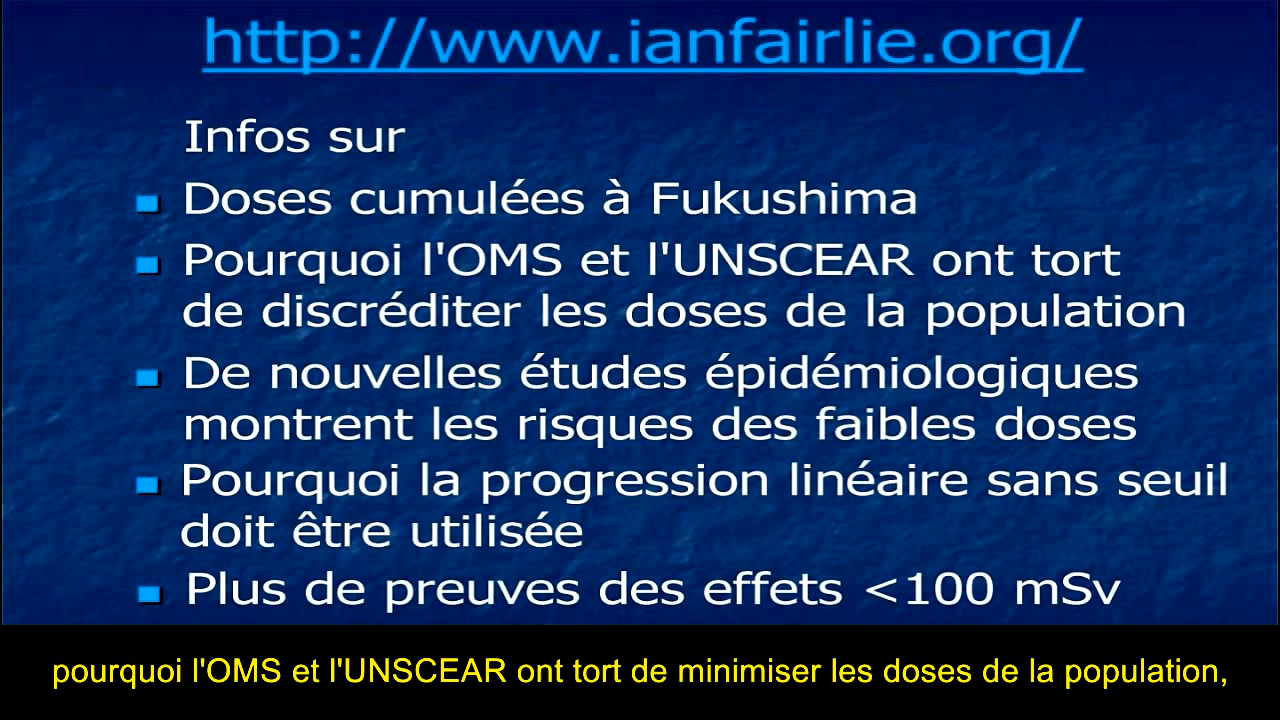 http://www.ianfairlie.org/
Infos sur
Doses cumulées à Fukushima
Pourquoi l'OMS et l'UNSCEAR ont tort
de discréditer les doses de la population
De nouvelles études épidémiologiques
montrent les risques des faibles doses
Pourquoi la progression linéaire sans seuil
doit être utilisée
Plus de preuves des effets <100 mSv
pourquoi l'OMS et l'UNSCEAR ont tort de minimiser les doses de la population,